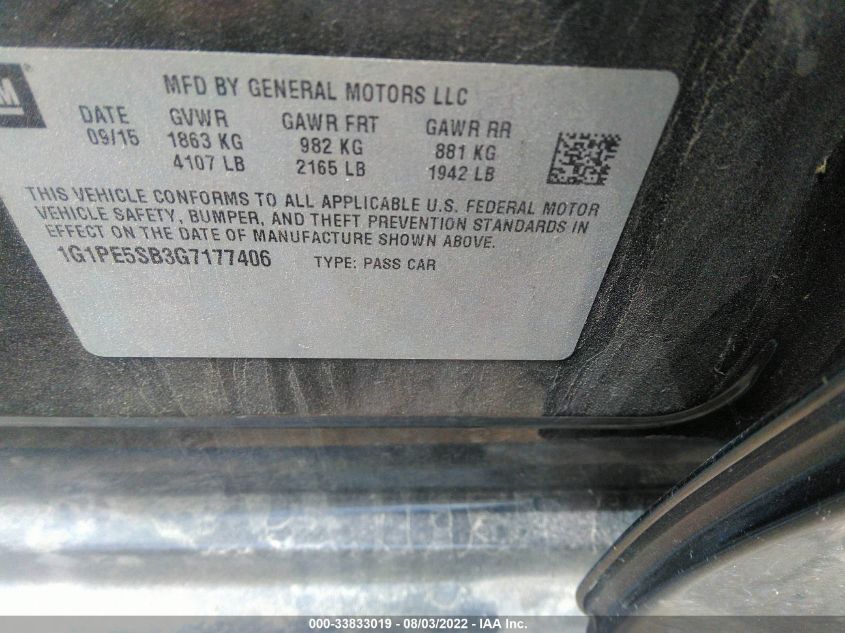 GM
MFD BY GENERAL MOTORS LLC
DATE GVWR GAWR FRT GAWR RR
09/15 1863 KG 982 KG 881 KG
4107 LB 2165 LB 1942 LB
THIS VEHICLE CONFORMS TO ALL APPLICABLE U.S. FEDERAL MOTOR
VEHICLE SAFETY, BUMPER, AND THEFT PREVENTION STANDARDS IN
EFFECT ON THE DATE OF MANUFACTURE SHOWN ABOVE.
1G1PE5SB3G7177406 TYPE: PASS CAR
000-33833019 - 08/03/2022 - IAA Inc.